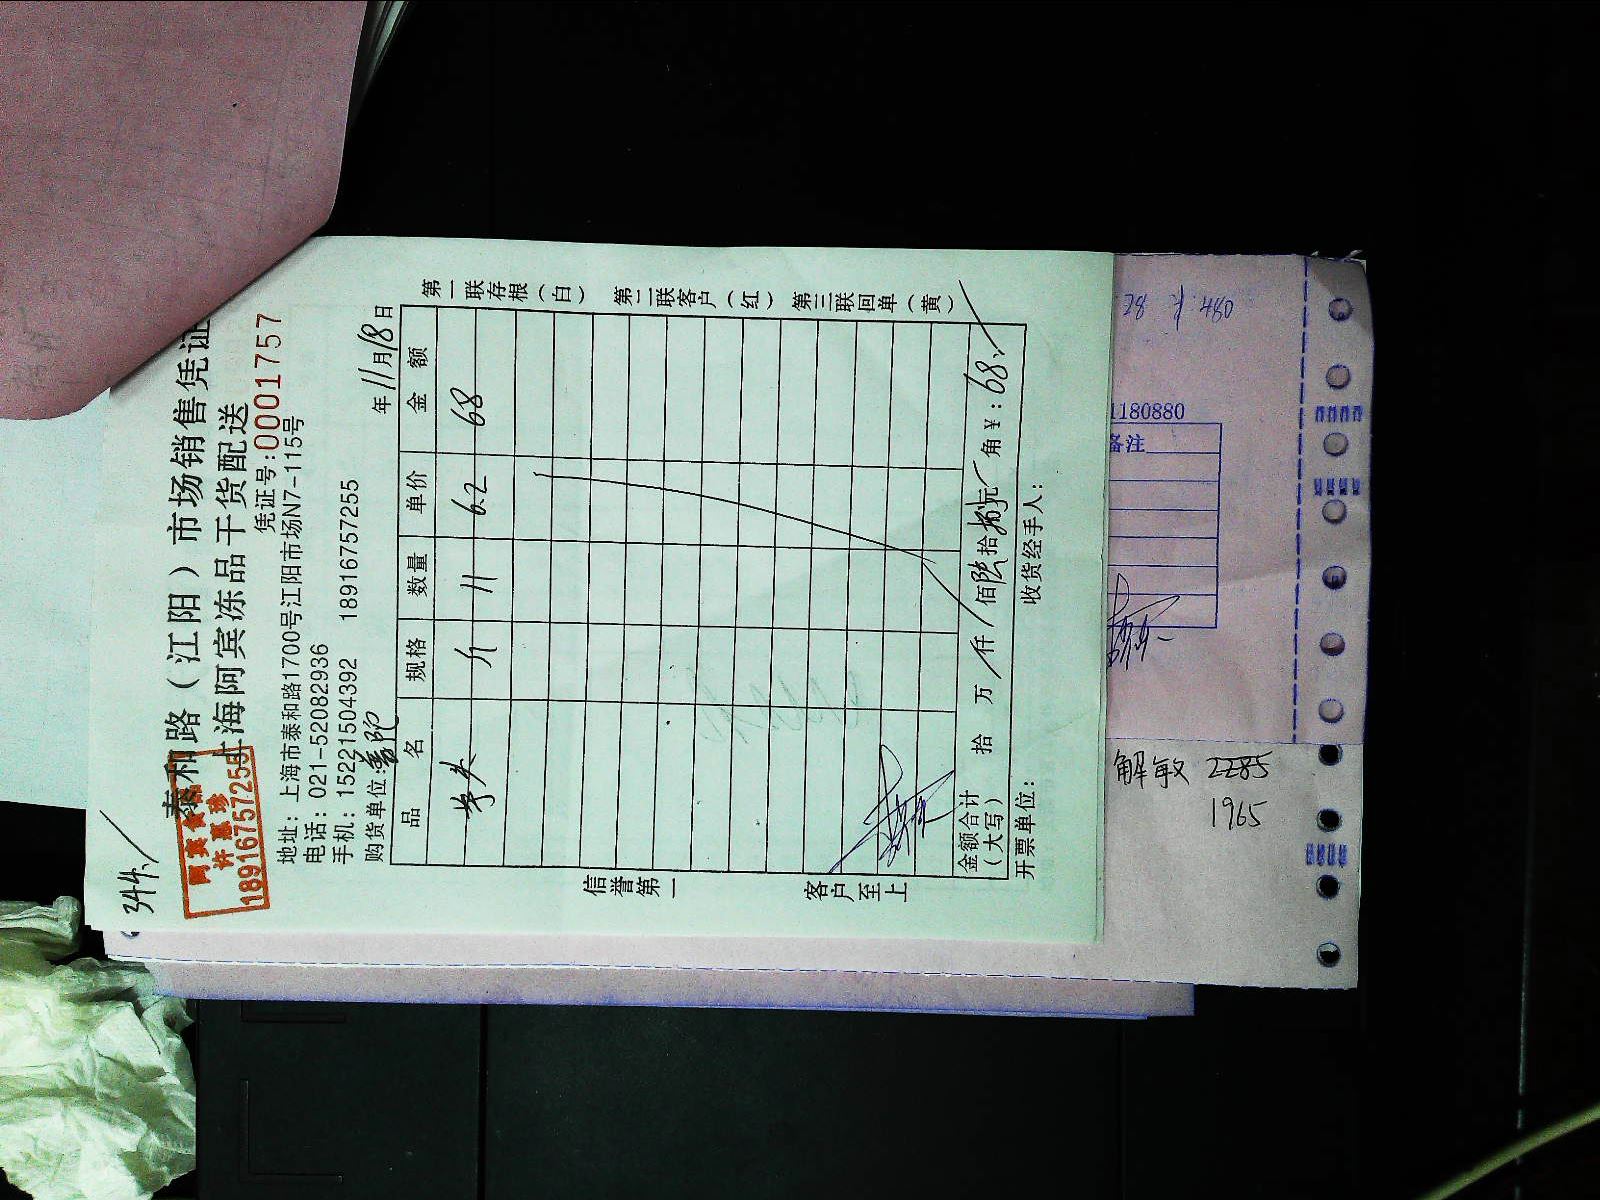 344
泰和路（江阳）市场销售凭证
上海阿宾冻品干货配送
阿宾食品
许惠珍
18916757255
凭证号:0001757
地址：上海市泰和路1700号江阳市场N7-115号
电话：021-52082936
手机：15221504392 18916757255
购货单位:
年11月18日
品名 规格 数量 单价 金额
斤 11 6.2 68
金额合计（大写） 拾 万 仟 佰陆拾捌元 角 ¥：68
开票单位： 收货经手人：
第一联存根（白） 第二联客户（红） 第三联回单（黄）
信誉第一 客户至上
1180880
备注
480
解敏 2285
1965